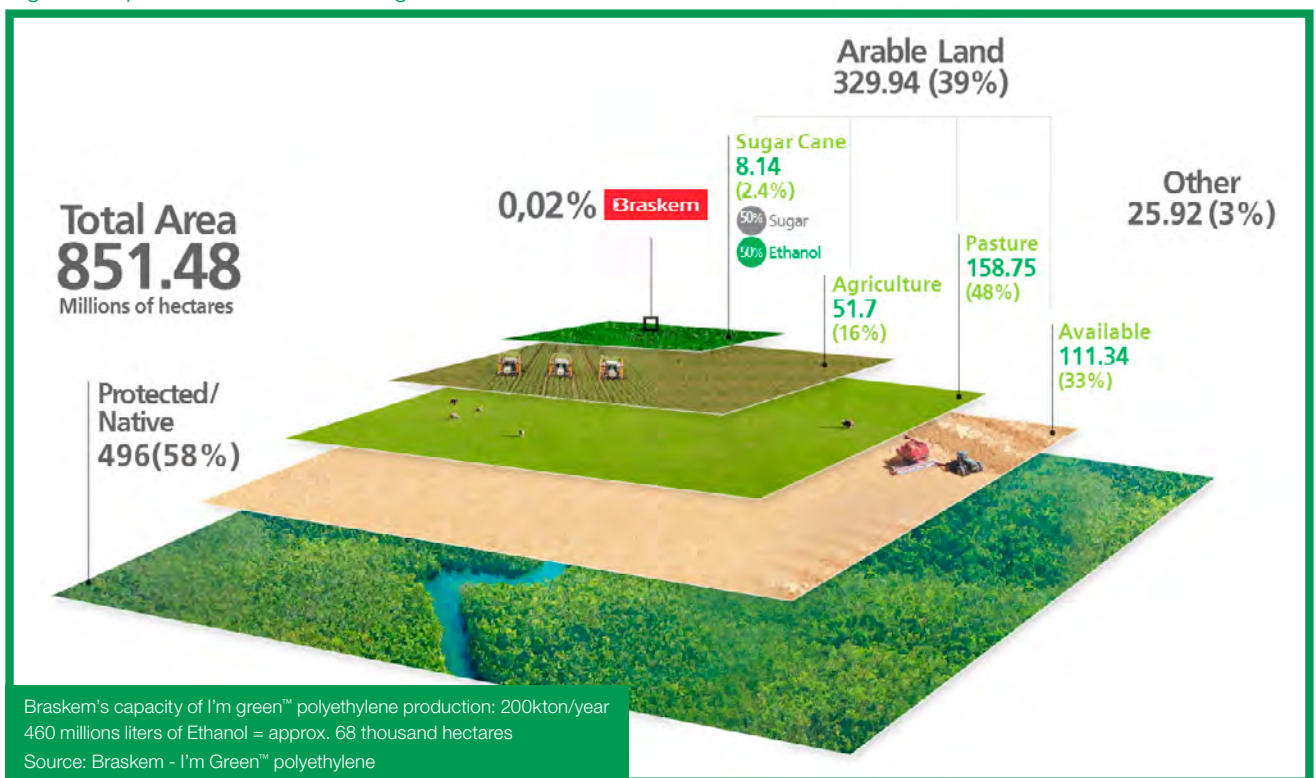 Arable Land
329.94 (39%)
Sugar Cane
8.14
(2.4%)
50% Sugar
50% Ethanol
0,02% Braskem
Other
25.92 (3%)
Total Area
851.48
Millions of hectares
Pasture
158.75
(48%)
Agriculture
51.7
(16%)
Available
111.34
(33%)
Protected/
Native
496(58%)
Braskem's capacity of I'm green™ polyethylene production: 200kton/year
460 millions liters of Ethanol = approx. 68 thousand hectares
Source: Braskem - I'm Green™ polyethylene